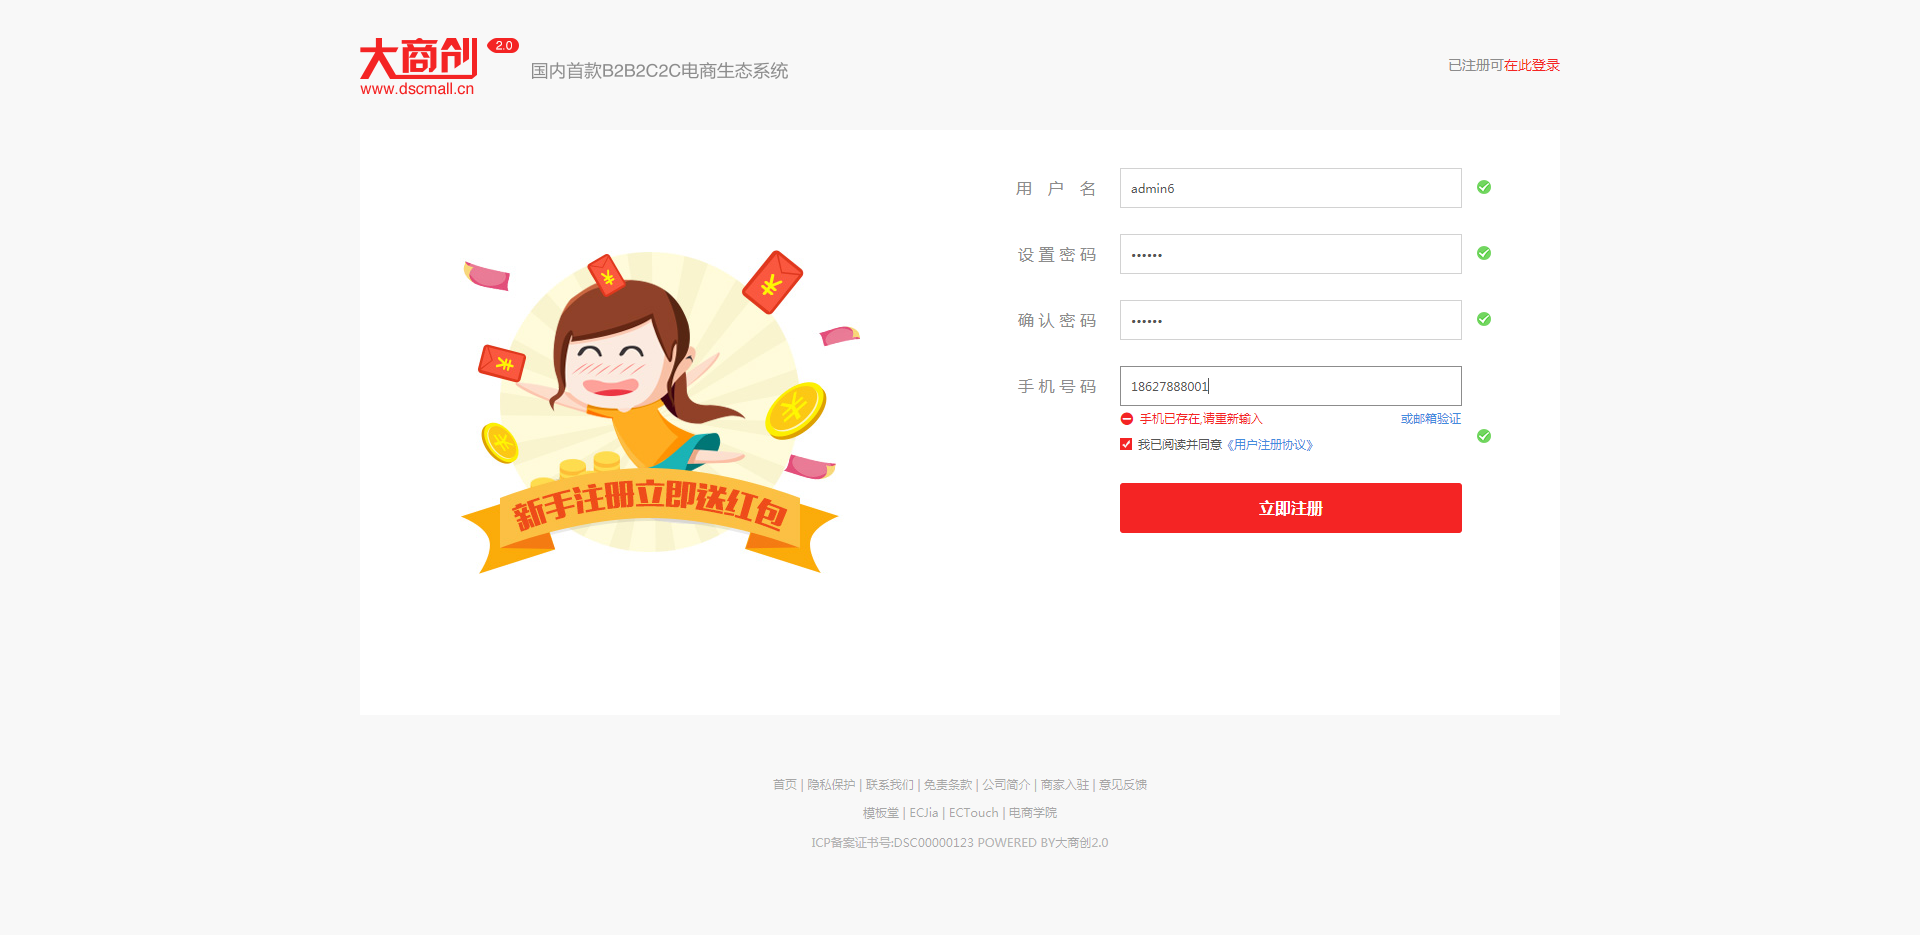 大商创 2.0
www.dscmall.cn
国内首款B2B2C2C电商生态系统
已注册可在此登录
用户名 admin6
设置密码 ••••••
确认密码 ••••••
手机号码 18627888001
手机已存在,请重新输入 或邮箱验证
我已阅读并同意《用户注册协议》
立即注册
新手注册立即送红包
首页 | 隐私保护 | 联系我们 | 免责条款 | 公司简介 | 商家入驻 | 意见反馈
模板堂 | ECJia | ECTouch | 电商学院
ICP备案证书号:DSC00000123 POWERED BY大商创2.0